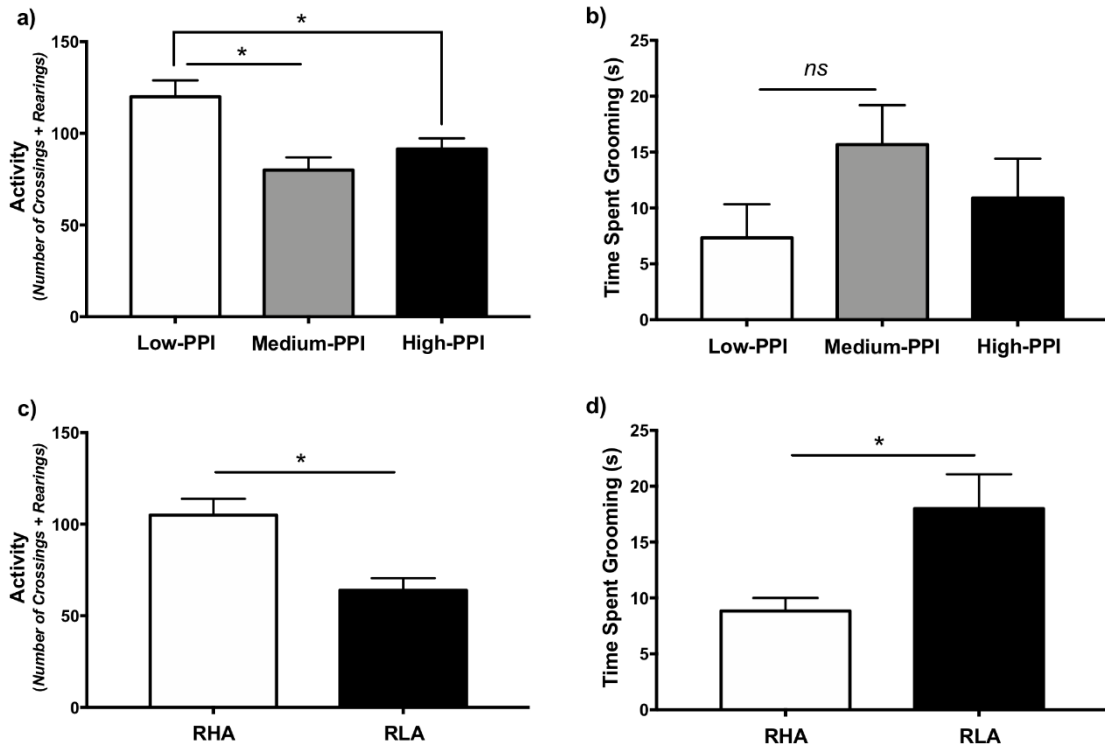 a)
Activity
(Number of Crossings + Rearings)
150
100
50
0
*
*
Low-PPI Medium-PPI High-PPI
b)
Time Spent Grooming (s)
25
20
15
10
5
0
ns
Low-PPI Medium-PPI High-PPI
c)
Activity
(Number of Crossings + Rearings)
150
100
50
0
*
RHA RLA
d)
Time Spent Grooming (s)
25
20
15
10
5
0
*
RHA RLA